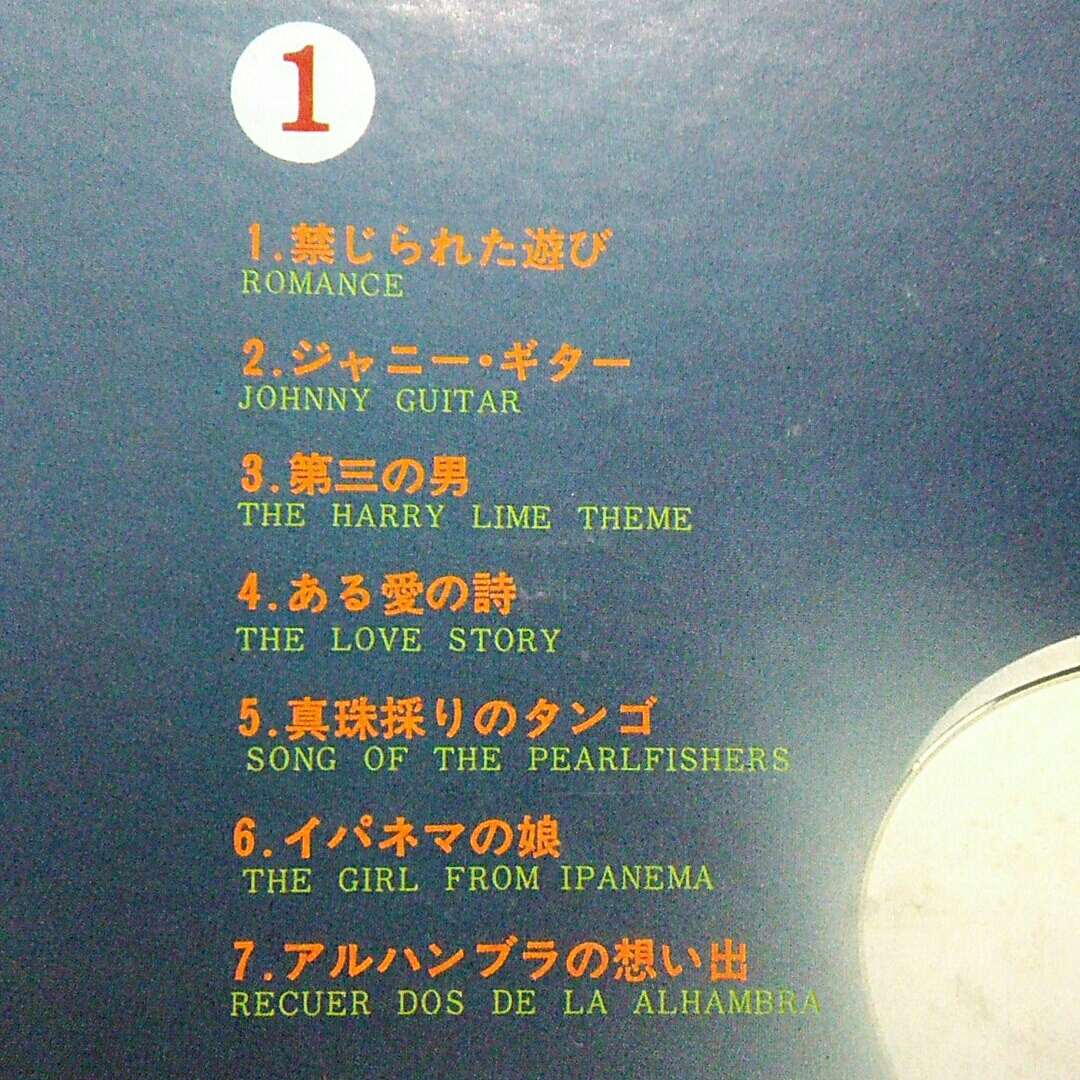 1
1.禁じられた遊び
ROMANCE
2.ジャニー・ギター
JOHNNY GUITAR
3.第三の男
THE HARRY LIME THEME
4.ある愛の詩
THE LOVE STORY
5.真珠採りのタンゴ
SONG OF THE PEARLFISHERS
6.イパネマの娘
THE GIRL FROM IPANEMA
7.アルハンブラの想い出
RECUER DOS DE LA ALHAMBRA